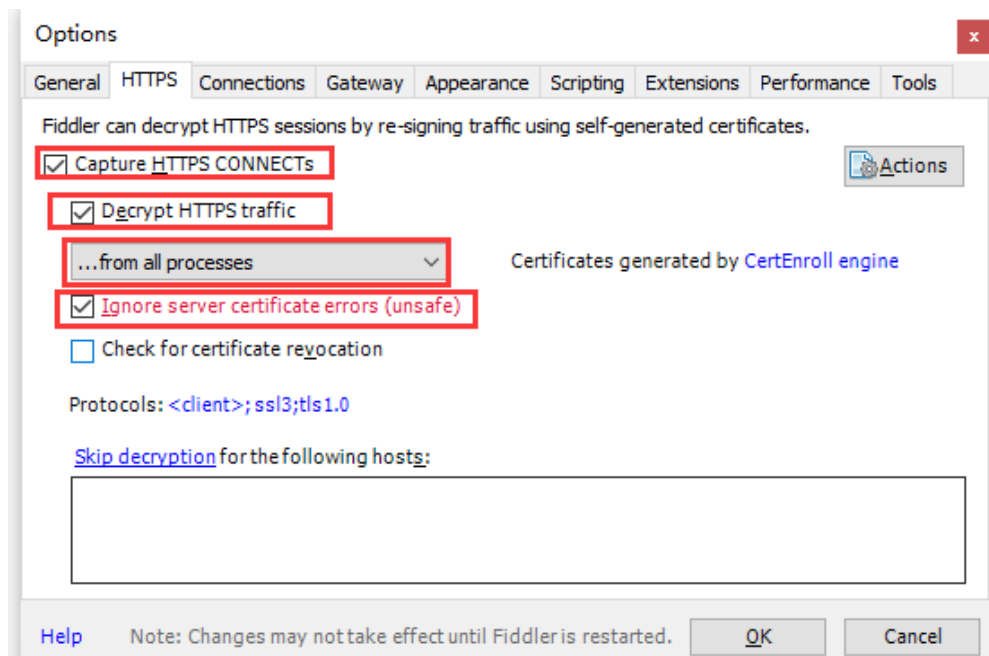 Options
x
General HTTPS Connections Gateway Appearance Scripting Extensions Performance Tools
Fiddler can decrypt HTTPS sessions by re-signing traffic using self-generated certificates.
Capture HTTPS CONNECTs
Actions
Decrypt HTTPS traffic
...from all processes
Certificates generated by CertEnroll engine
Ignore server certificate errors (unsafe)
Check for certificate revocation
Protocols: <client>;ssl3;tls1.0
Skip decryption for the following hosts:
Help Note: Changes may not take effect until Fiddler is restarted. OK Cancel